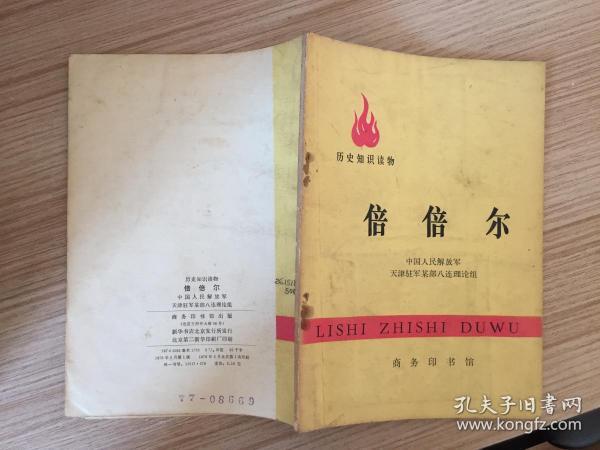 历史知识读物
倍倍尔
中国人民解放军
天津驻军某部八连理论组
LISHI ZHISHI DUWU
商务印书馆
历史知识读物
倍倍尔
中国人民解放军
天津驻军某部八连理论组
商务印书馆出版
新华书店北京发行所发行
北京第二新华印刷厂印刷
77-08669
孔夫子旧书网